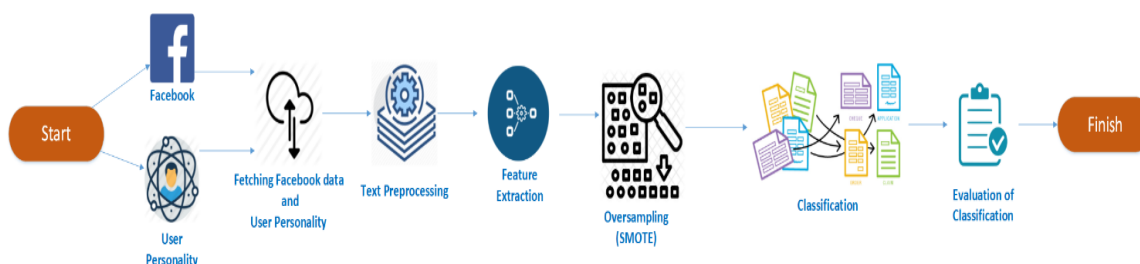 Start
Facebook
User
Personality
Fetching Facebook data
and
User Personality
Text Preprocessing
Feature
Extraction
Oversampling
(SMOTE)
Classification
Evaluation of
Classification
Finish